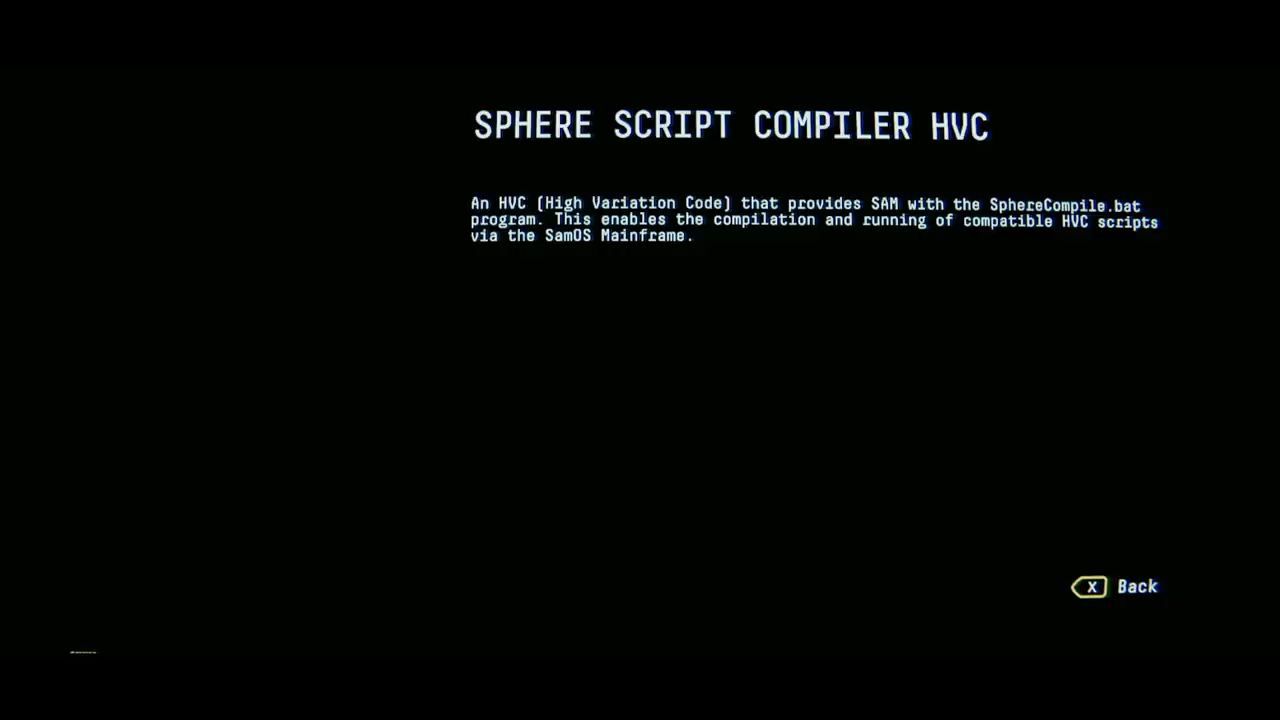 SPHERE SCRIPT COMPILER HVC
An HVC (High Variation Code) that provides SAM with the SphereCompile.bat
program. This enables the compilation and running of compatible HVC scripts
via the SamOS Mainframe.
X Back